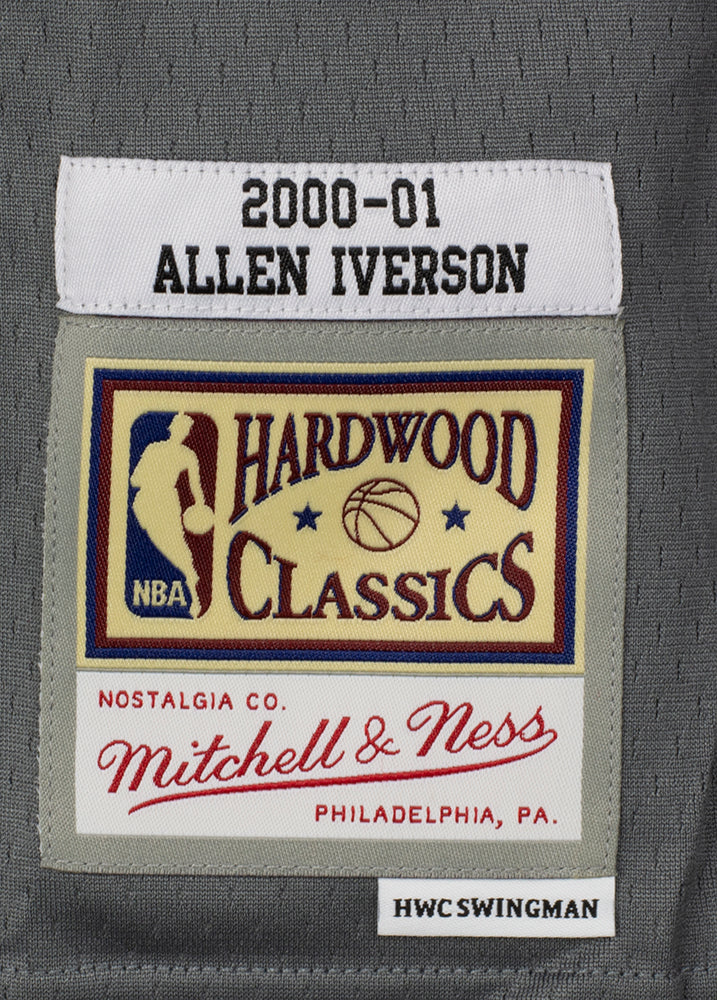 2000-01
ALLEN IVERSON
HARDWOOD
CLASSICS
NBA
NOSTALGIA CO.
Mitchell & Ness
PHILADELPHIA, PA.
HWC SWINGMAN